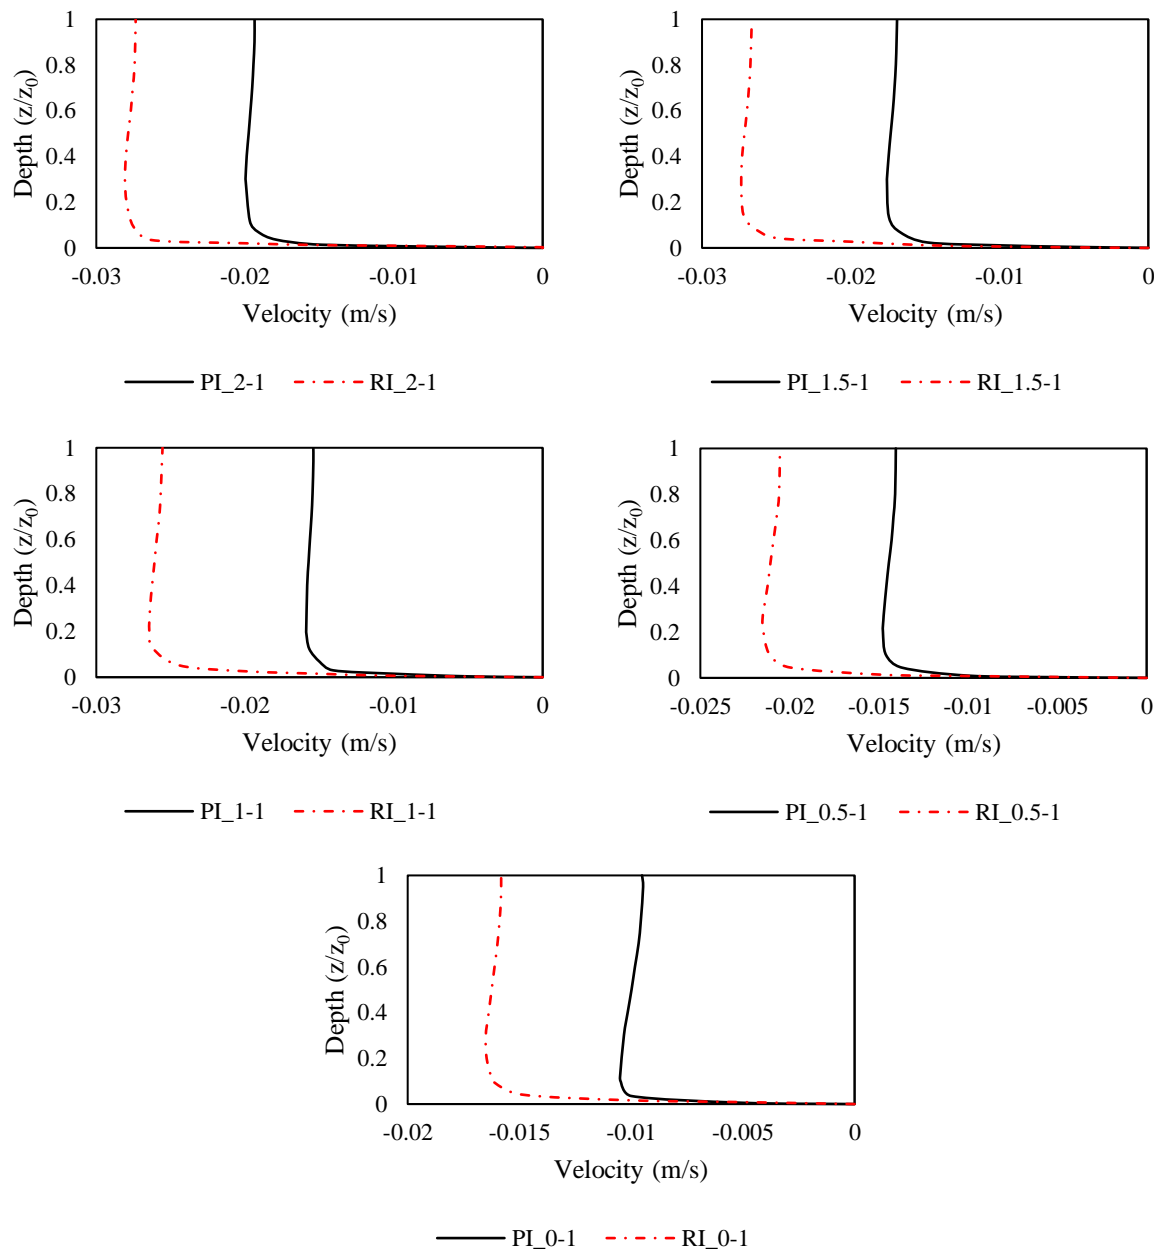 1
0.8
0.6
0.4
0.2
0
Depth (z/z0)
-0.03 -0.02 -0.01 0
Velocity (m/s)
PI_2-1 RI_2-1
1
0.8
0.6
0.4
0.2
0
Depth (z/z0)
-0.03 -0.02 -0.01 0
Velocity (m/s)
PI_1.5-1 RI_1.5-1
1
0.8
0.6
0.4
0.2
0
Depth (z/z0)
-0.03 -0.02 -0.01 0
Velocity (m/s)
PI_1-1 RI_1-1
1
0.8
0.6
0.4
0.2
0
Depth (z/z0)
-0.025 -0.02 -0.015 -0.01 -0.005 0
Velocity (m/s)
PI_0.5-1 RI_0.5-1
1
0.8
0.6
0.4
0.2
0
Depth (z/z0)
-0.02 -0.015 -0.01 -0.005 0
Velocity (m/s)
PI_0-1 RI_0-1